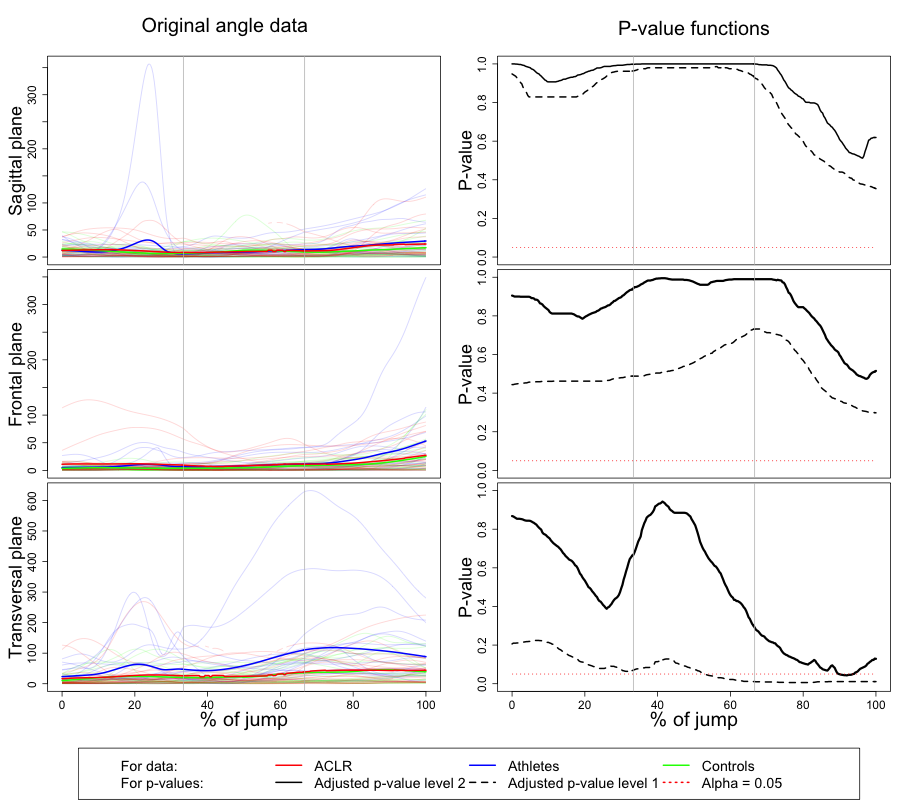 Original angle data
P-value functions
Sagittal plane
0 50 100 200 300
P-value
0.0 0.2 0.4 0.6 0.8 1.0
Frontal plane
0 50 100 200 300
P-value
0.0 0.2 0.4 0.6 0.8 1.0
Transversal plane
0 100 200 300 400 500 600
P-value
0.0 0.2 0.4 0.6 0.8 1.0
0 20 40 60 80 100
0 20 40 60 80 100
% of jump
% of jump
For data: ACLR Athletes Controls
For p-values: Adjusted p-value level 2 Adjusted p-value level 1 Alpha = 0.05